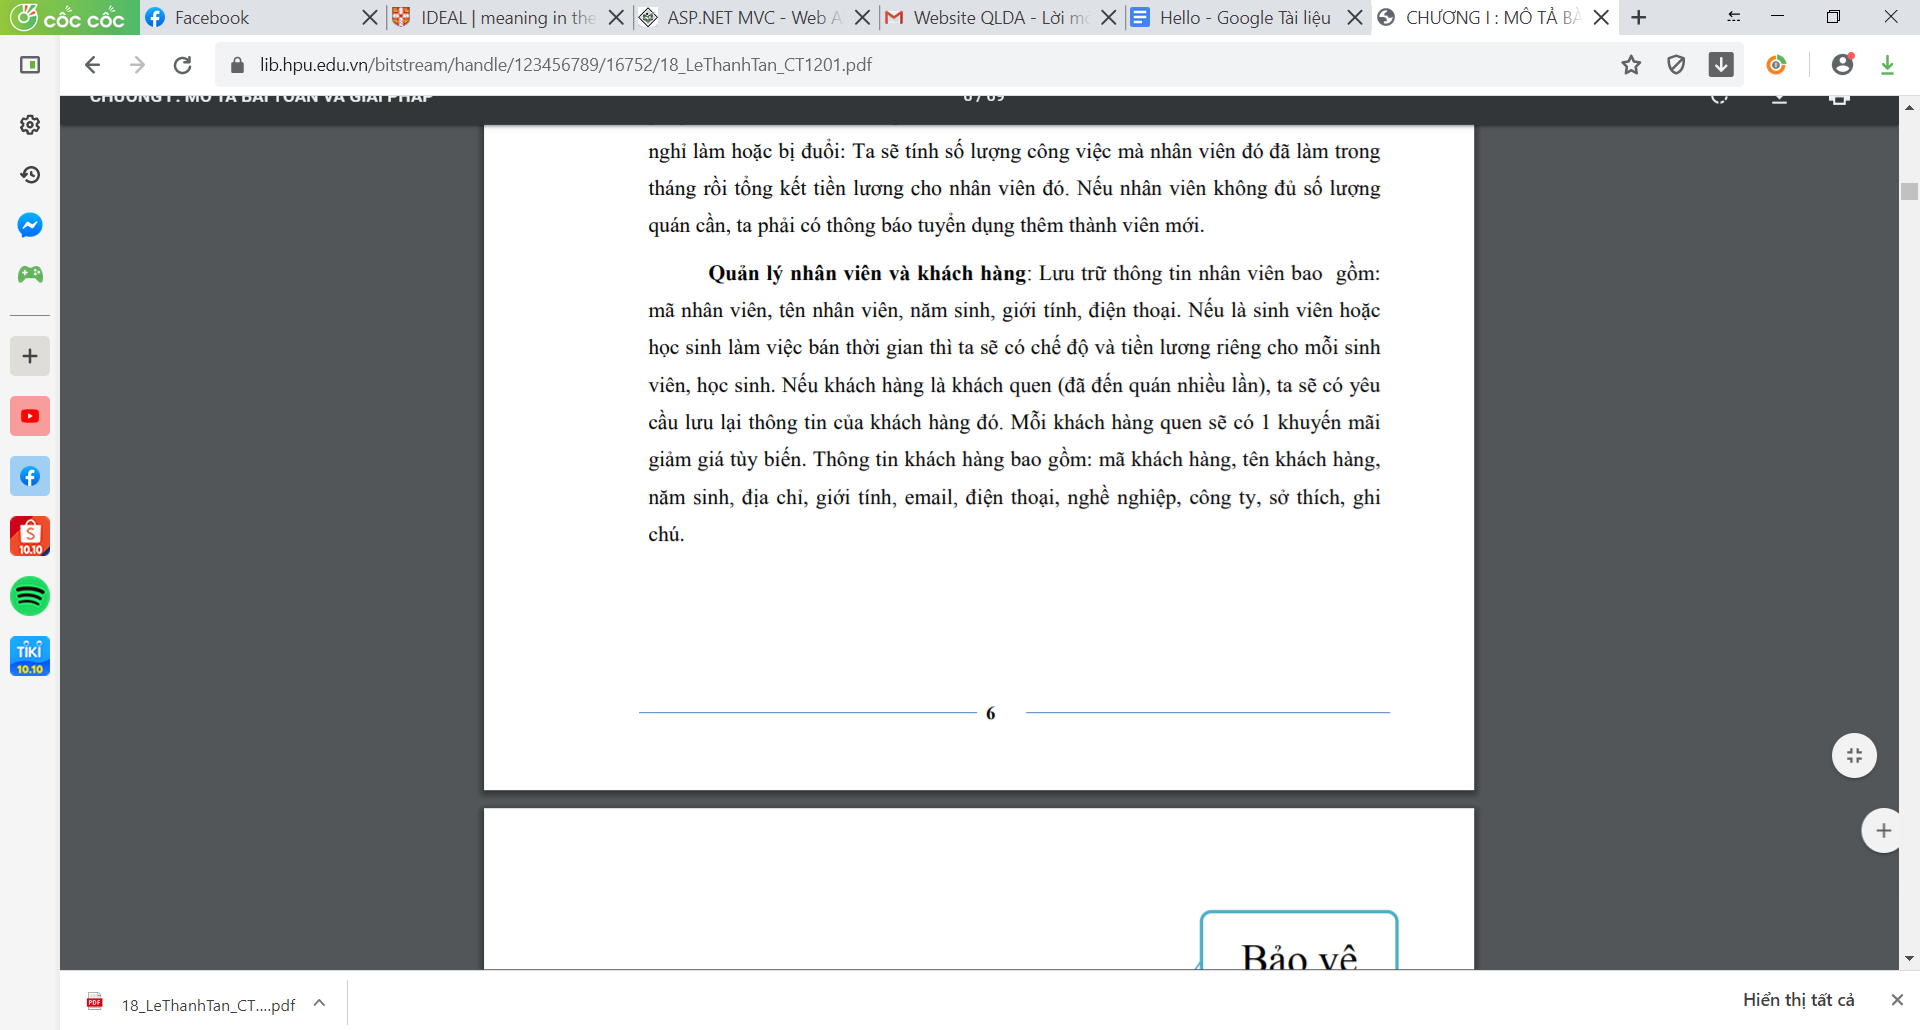 cốc cốc
Facebook
IDEAL | meaning in the
ASP.NET MVC - Web A
Website QLDA - Lời m
Hello - Google Tài liệu
CHƯƠNG I : MÔ TẢ BÀ
lib.hpu.edu.vn/bitstream/handle/123456789/16752/18_LeThanhTan_CT1201.pdf
CHƯƠNG I : MÔ TẢ BÀI TOÁN VÀ GIẢI PHÁP
6 / 69
nghỉ làm hoặc bị đuổi: Ta sẽ tính số lượng công việc mà nhân viên đó đã làm trong
tháng rồi tổng kết tiền lương cho nhân viên đó. Nếu nhân viên không đủ số lượng
quán cần, ta phải có thông báo tuyển dụng thêm thành viên mới.
Quản lý nhân viên và khách hàng: Lưu trữ thông tin nhân viên bao gồm:
mã nhân viên, tên nhân viên, năm sinh, giới tính, điện thoại. Nếu là sinh viên hoặc
học sinh làm việc bán thời gian thì ta sẽ có chế độ và tiền lương riêng cho mỗi sinh
viên, học sinh. Nếu khách hàng là khách quen (đã đến quán nhiều lần), ta sẽ có yêu
cầu lưu lại thông tin của khách hàng đó. Mỗi khách hàng quen sẽ có 1 khuyến mãi
giảm giá tùy biến. Thông tin khách hàng bao gồm: mã khách hàng, tên khách hàng,
năm sinh, địa chỉ, giới tính, email, điện thoại, nghề nghiệp, công ty, sở thích, ghi
chú.
6
Bảo vệ
S
10.10
TIKI
10.10
PDF
18_LeThanhTan_CT....pdf
Hiển thị tất cả